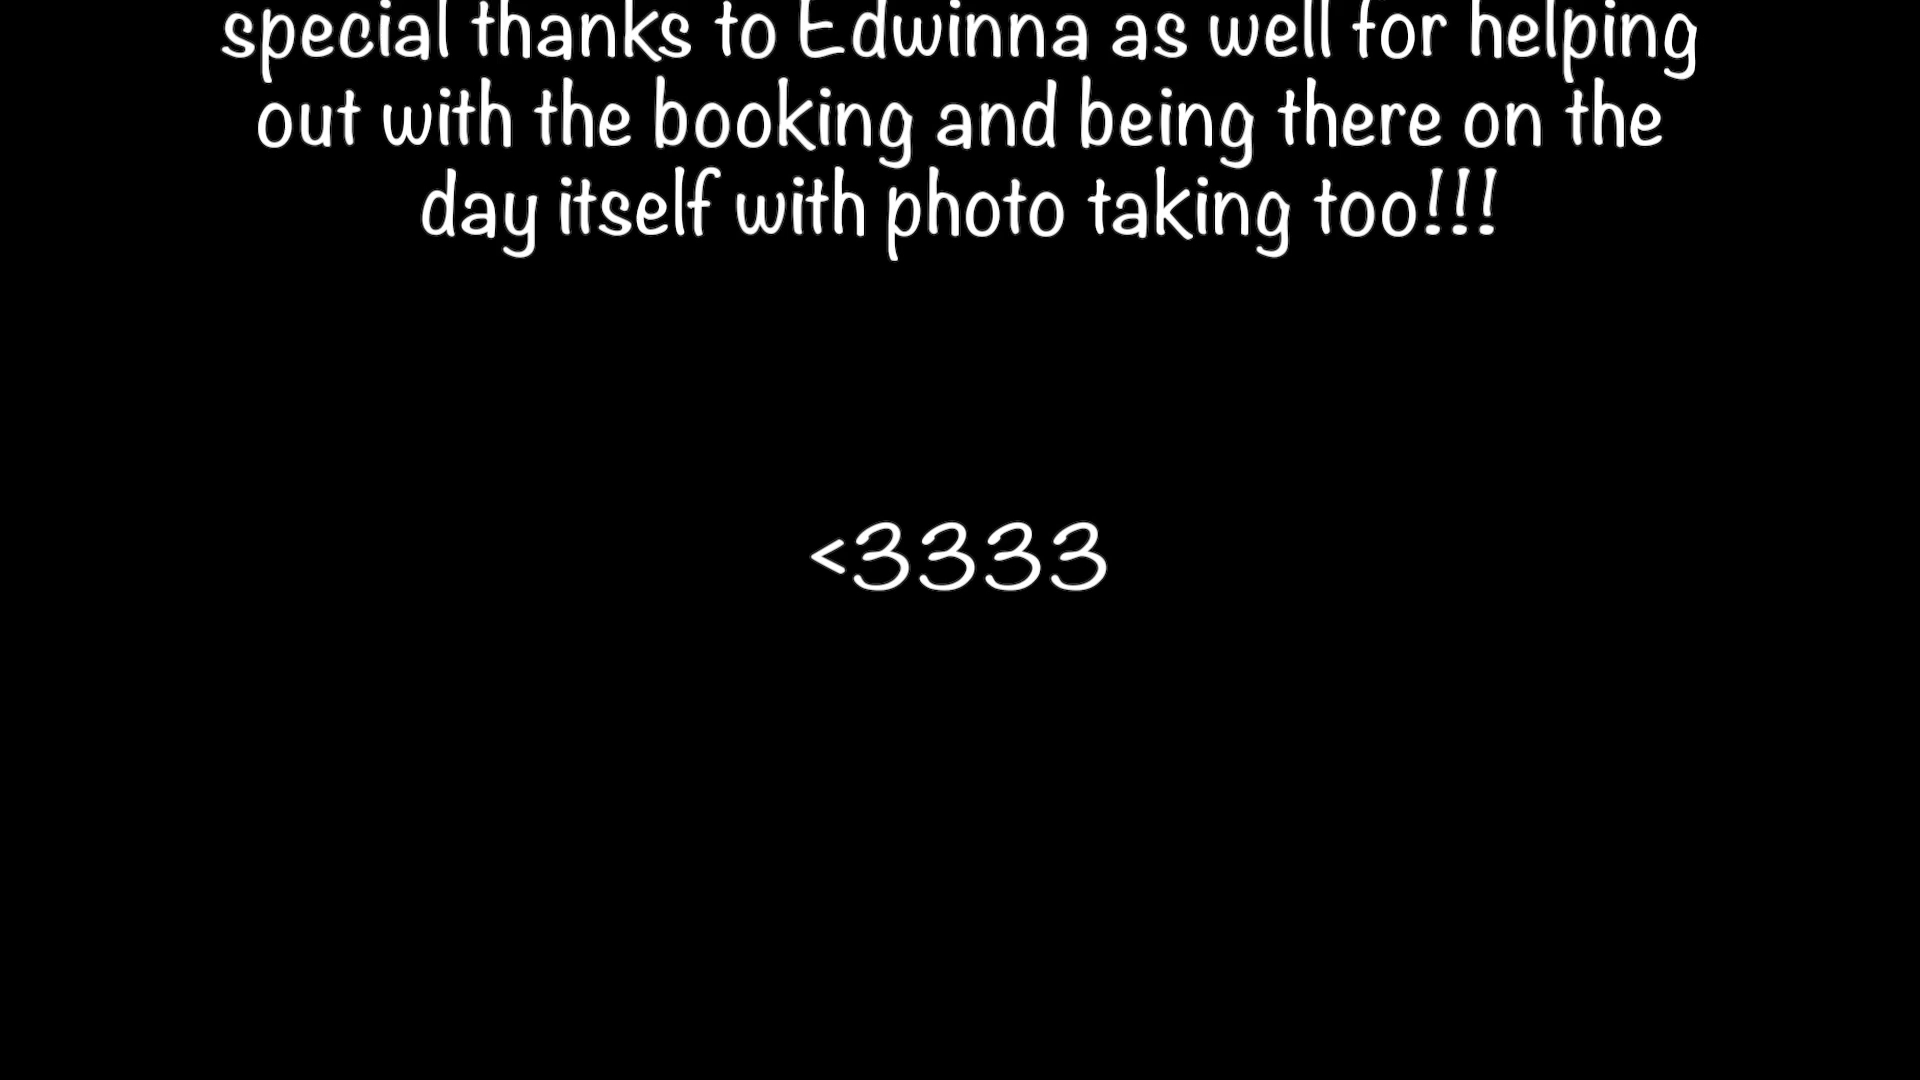 special thanks to Edwinna as well for helping
out with the booking and being there on the
day itself with photo taking too!!!
<3333